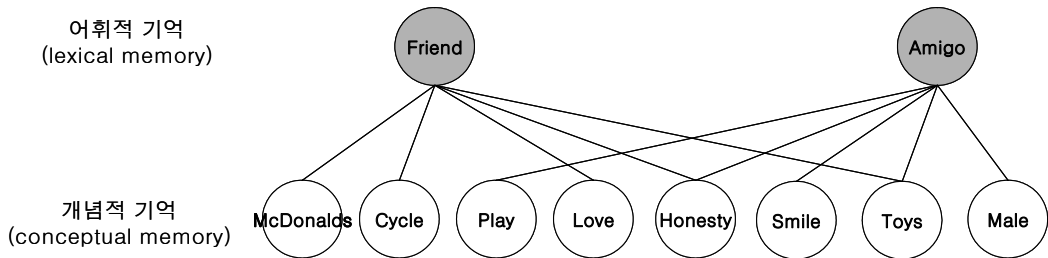 어휘적 기억
(lexical memory)
Friend
Amigo
McDonalds
Cycle
Play
Love
Honesty
Smile
Toys
Male
개념적 기억
(conceptual memory)